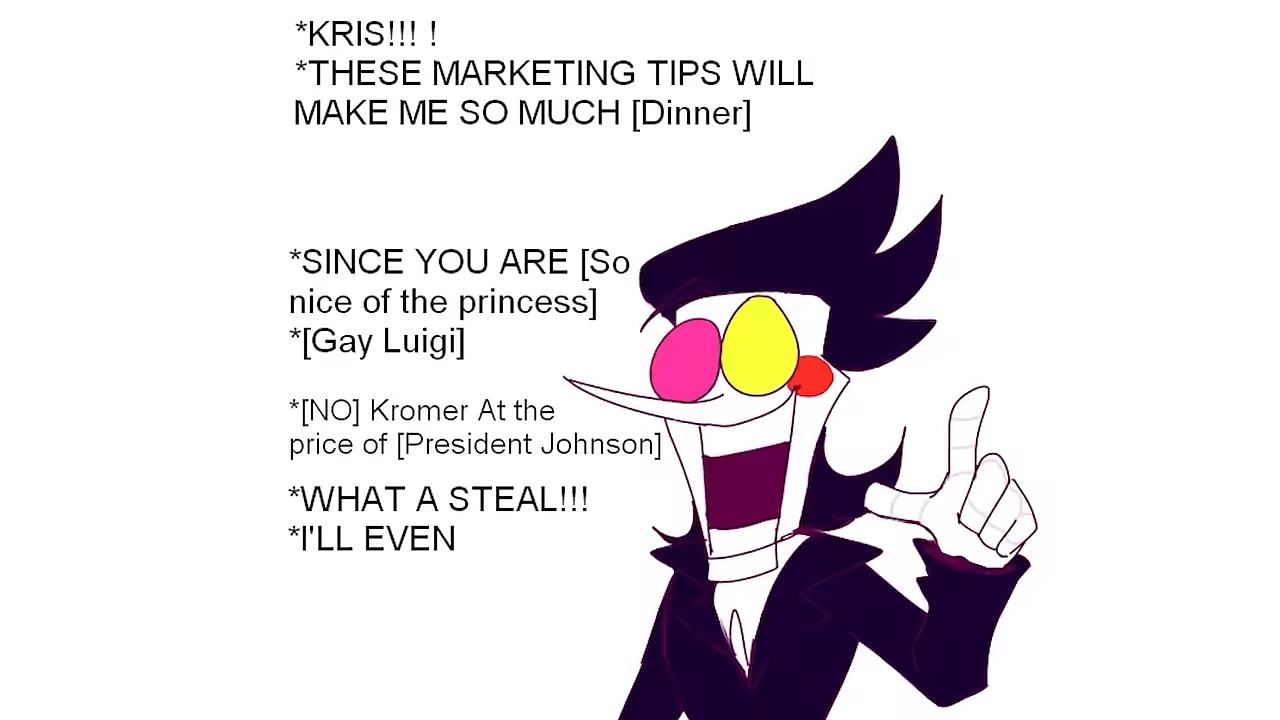 *KRIS!!! !
*THESE MARKETING TIPS WILL
MAKE ME SO MUCH [Dinner]
*SINCE YOU ARE [So
nice of the princess]
*[Gay Luigi]
*[NO] Kromer At the
price of [President Johnson]
*WHAT A STEAL!!!
*I'LL EVEN